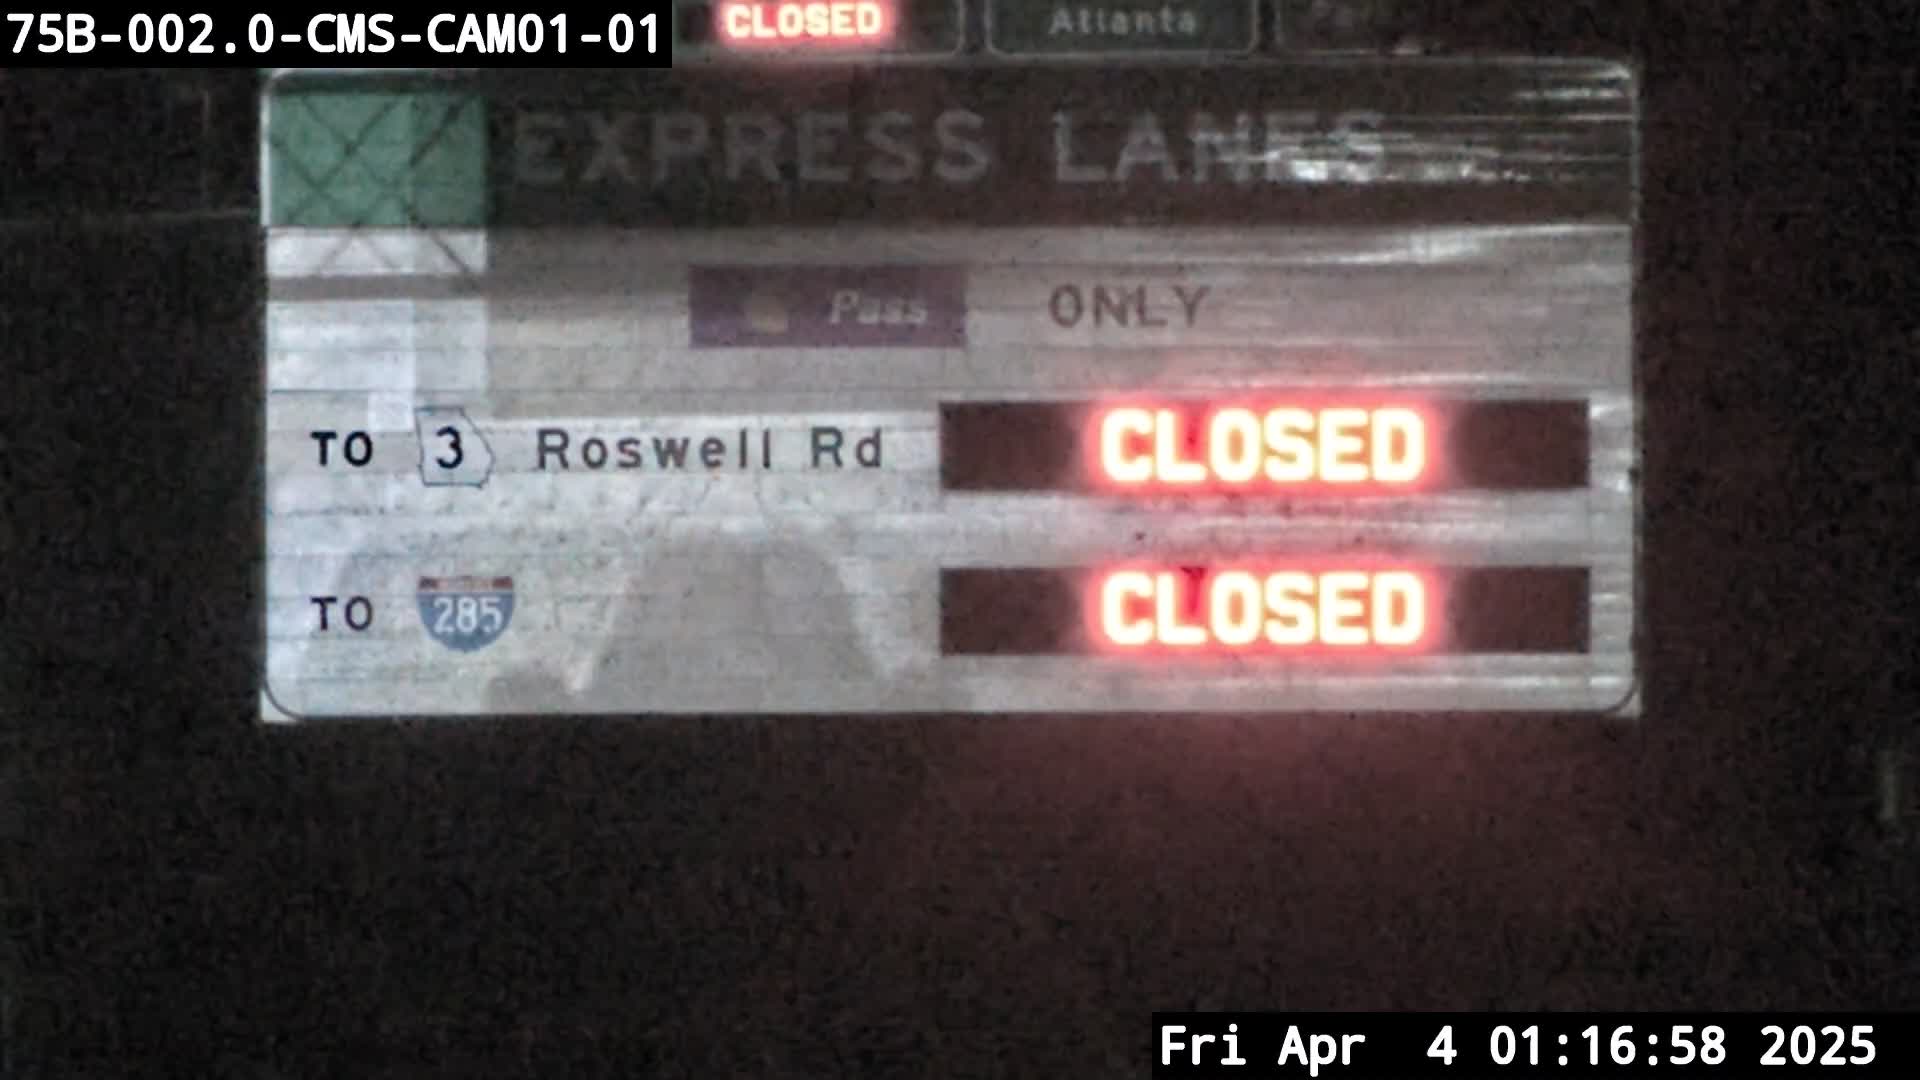 75B-002.0-CMS-CAM01-01
CLOSED
Atlanta
EXPRESS LANES
Pass ONLY
TO 3 Roswell Rd CLOSED
TO 285 CLOSED
Fri Apr 4 01:16:58 2025